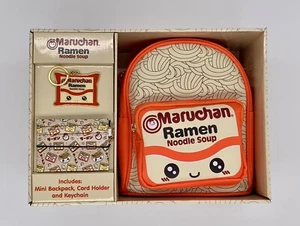 Maruchan
Ramen
Noodle Soup
Includes:
Mini Backpack, Card Holder
and Keychain
Maruchan
Ramen
Noodle Soup